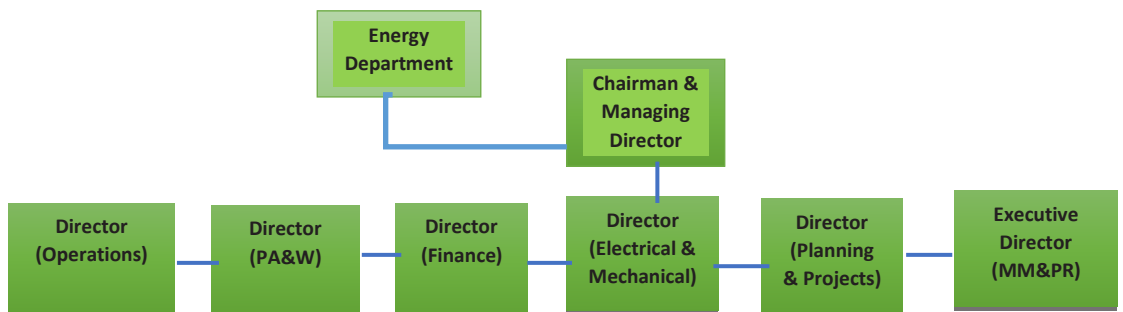 Energy
Department
Chairman &
Managing
Director
Director
(Operations)
Director
(PA&W)
Director
(Finance)
Director
(Electrical &
Mechanical)
Director
(Planning
& Projects)
Executive
Director
(MM&PR)